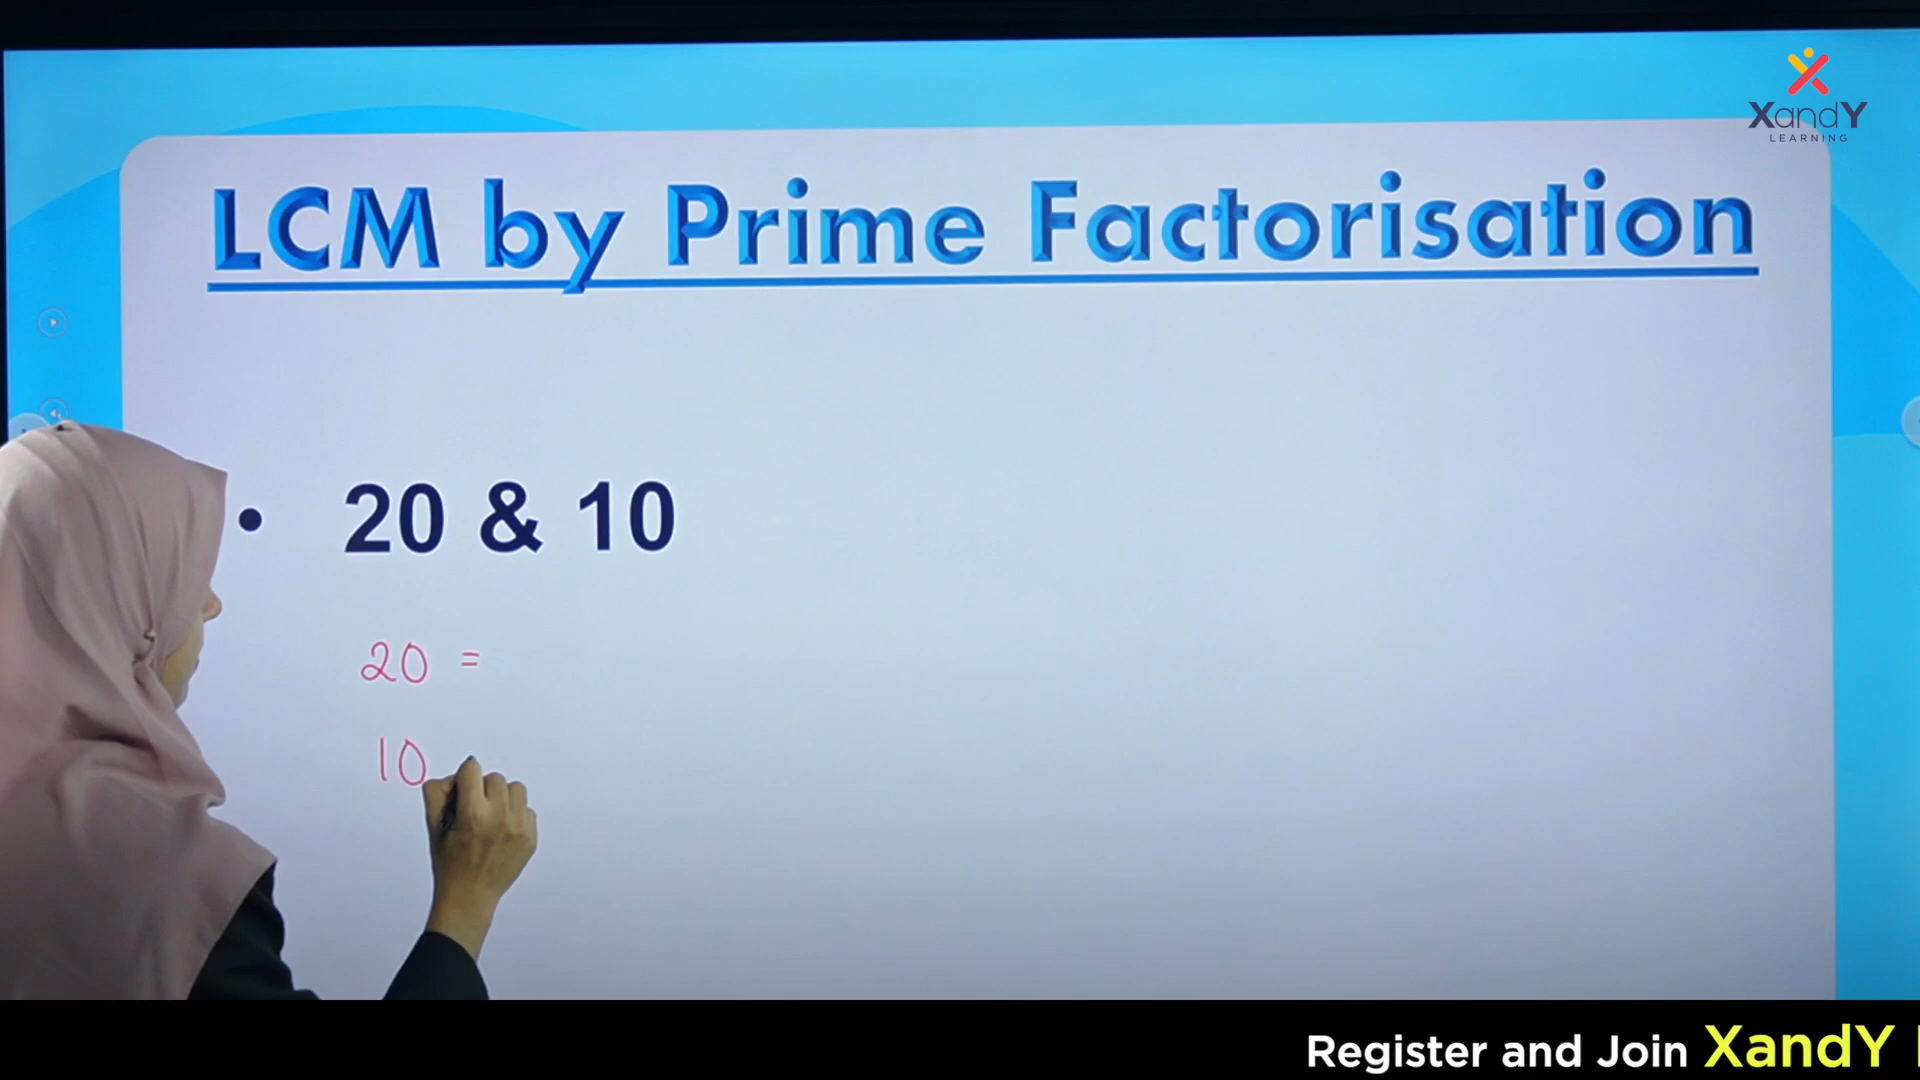 XandY
LEARNING
LCM by Prime Factorisation
• 20 & 10
20 =
10
Register and Join XandY